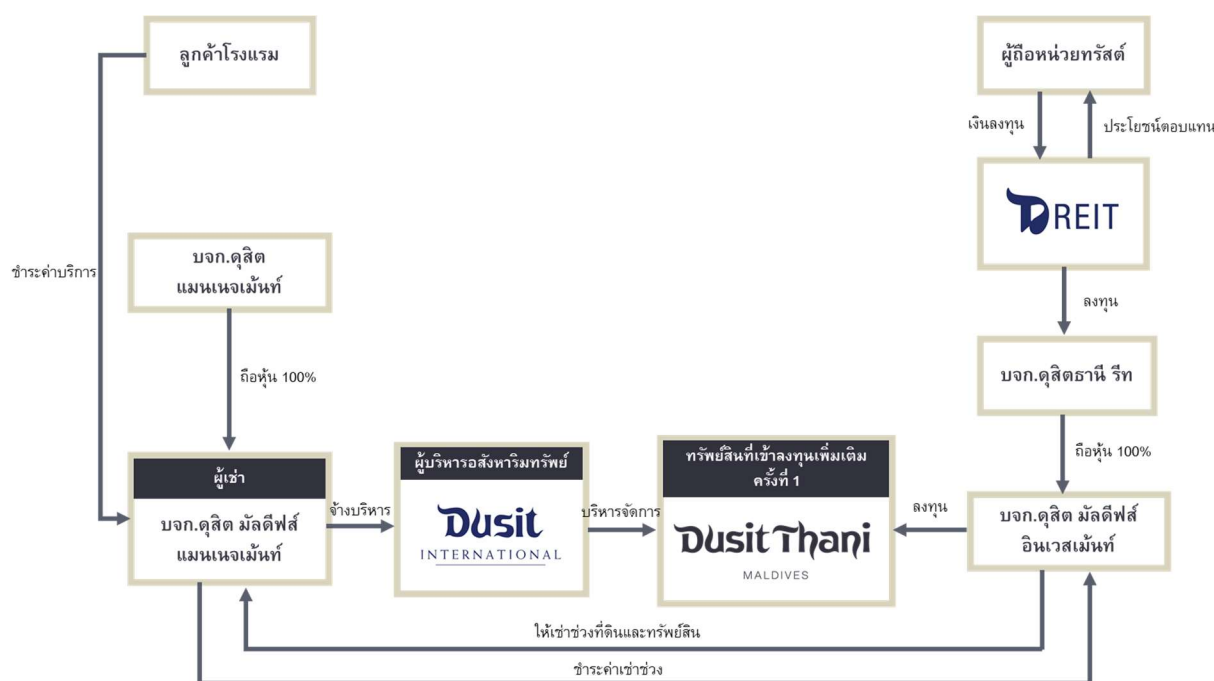 ลูกค้าโรงแรม
ผู้ถือหน่วยทรัสต์
เงินลงทุน
ประโยชน์ตอบแทน
DREIT
ชำระค่าบริการ
บจก.ดุสิต
แมนเนจเม้นท์
ลงทุน
ถือหุ้น 100%
บจก.ดุสิตธานี รีท
ถือหุ้น 100%
ผู้เช่า
บจก.ดุสิต มัลดีฟส์
แมนเนจเม้นท์
จ้างบริหาร
ผู้บริหารอสังหาริมทรัพย์
Dusit
INTERNATIONAL
บริหารจัดการ
ทรัพย์สินที่เข้าลงทุนเพิ่มเติม
ครั้งที่ 1
Dusit Thani
MALDIVES
ลงทุน
บจก.ดุสิต มัลดีฟส์
อินเวสเม้นท์
ให้เช่าช่วงที่ดินและทรัพย์สิน
ชำระค่าเช่าช่วง